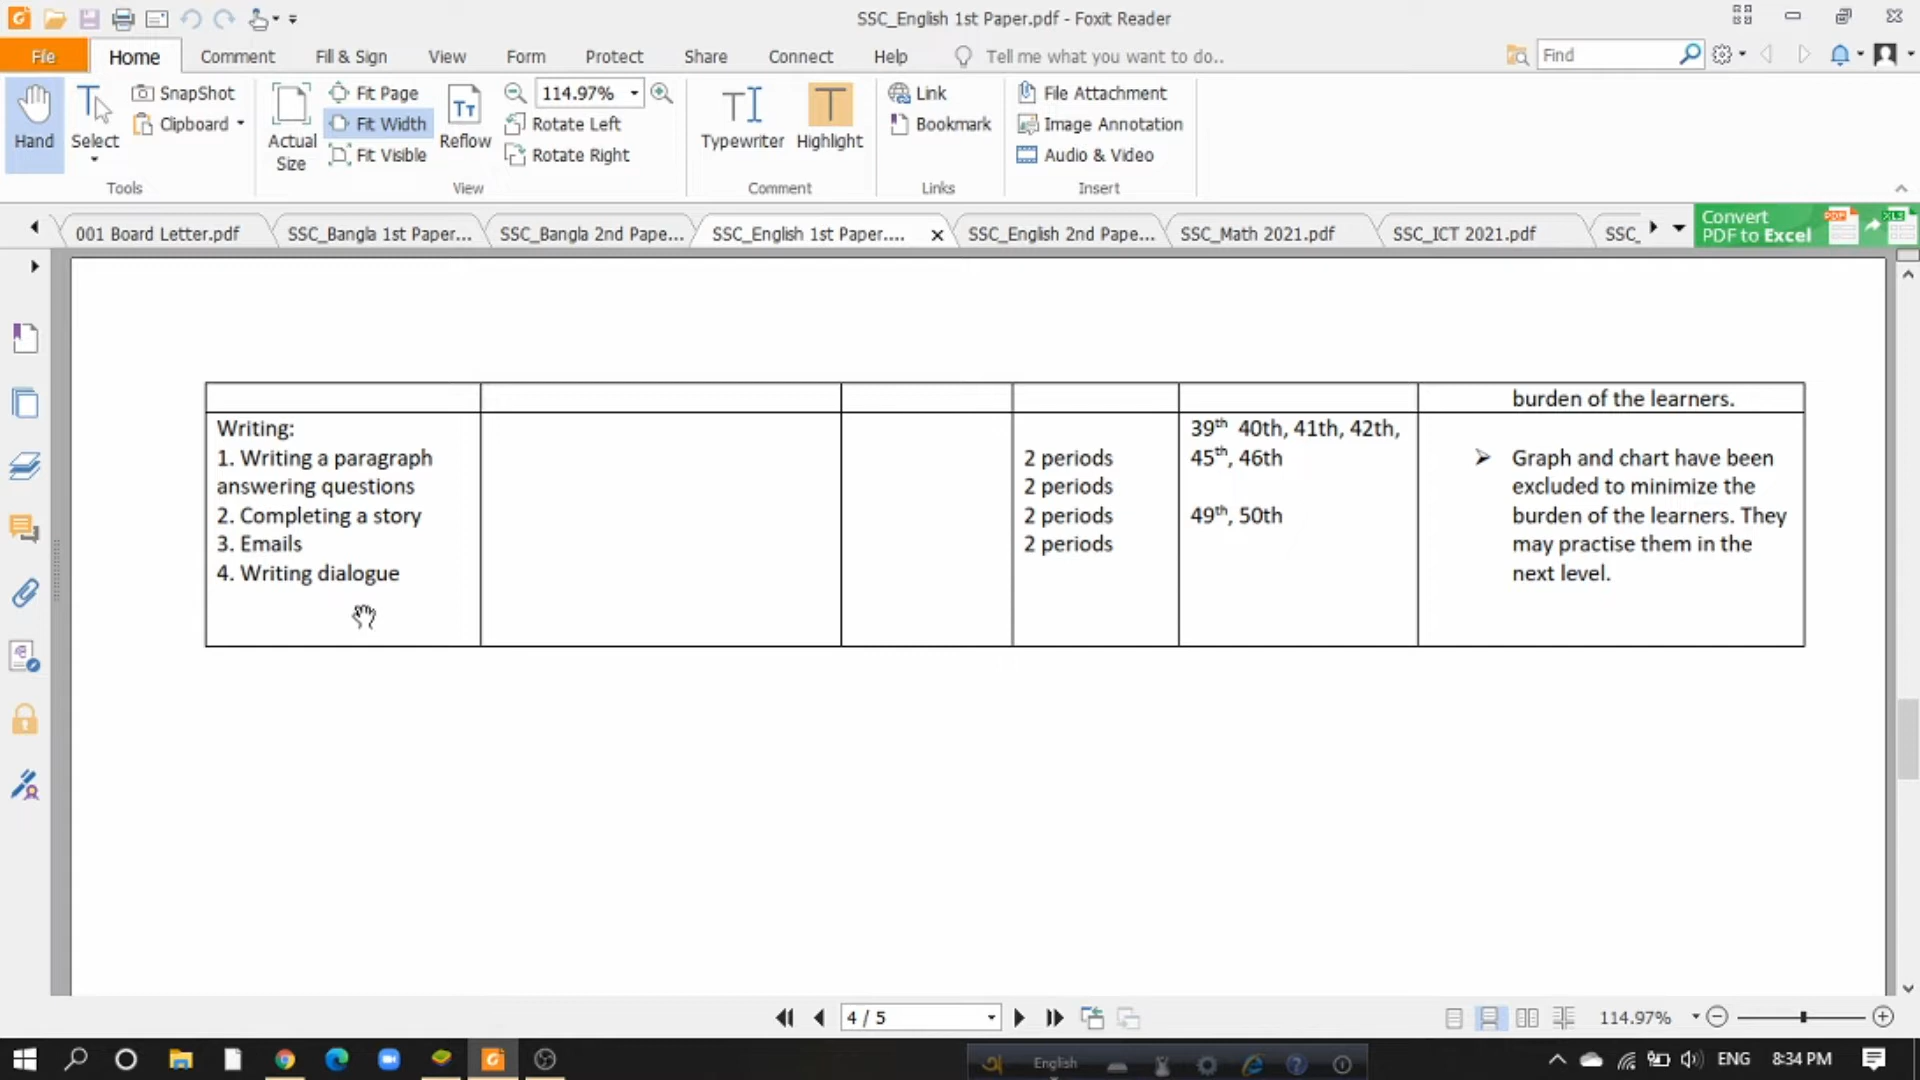 SSC_English 1st Paper.pdf - Foxit Reader
File Home Comment Fill & Sign View Form Protect Share Connect Help Tell me what you want to do.. Find
Hand
Select
SnapShot
Clipboard
Tools
Actual
Size
Fit Page
Fit Width
Fit Visible
Reflow
114.97%
Rotate Left
Rotate Right
View
Typewriter
Highlight
Comment
Link
Bookmark
Links
File Attachment
Image Annotation
Audio & Video
Insert
001 Board Letter.pdf SSC_Bangla 1st Paper... SSC_Bangla 2nd Pape... SSC_English 1st Paper.... SSC_English 2nd Pape... SSC_Math 2021.pdf SSC_ICT 2021.pdf SSC_
Convert
PDF to Excel
burden of the learners.
Writing:
1. Writing a paragraph
answering questions
2. Completing a story
3. Emails
4. Writing dialogue
2 periods
2 periods
2 periods
2 periods
39th 40th, 41th, 42th,
45th, 46th
49th, 50th
➢ Graph and chart have been
excluded to minimize the
burden of the learners. They
may practise them in the
next level.
4 / 5
114.97%
English
ENG 8:34 PM